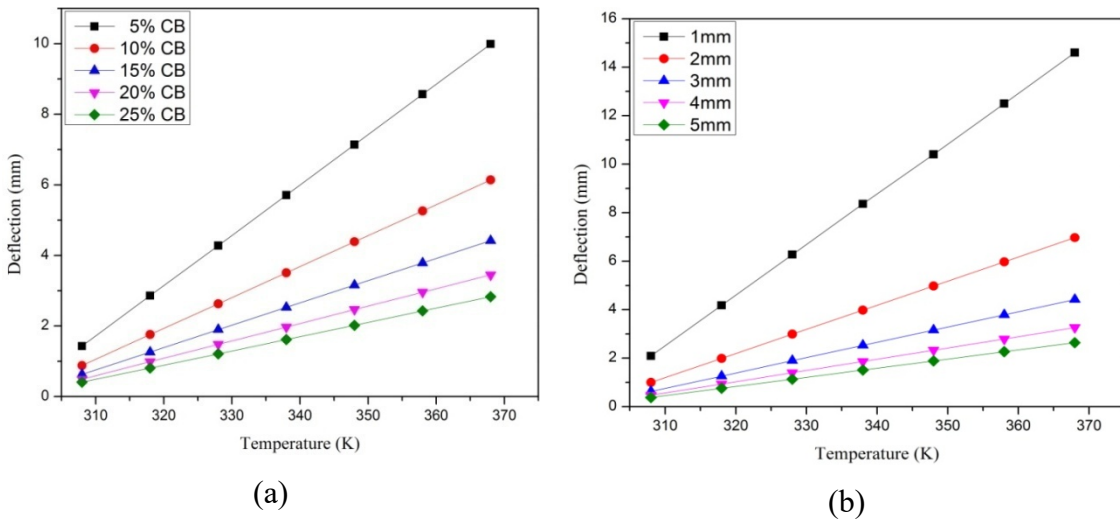 5% CB
10% CB
15% CB
20% CB
25% CB
Deflection (mm)
10
8
6
4
2
0
310 320 330 340 350 360 370
Temperature (K)
(a)
1mm
2mm
3mm
4mm
5mm
Deflection (mm)
16
14
12
10
8
6
4
2
0
310 320 330 340 350 360 370
Temperature (K)
(b)